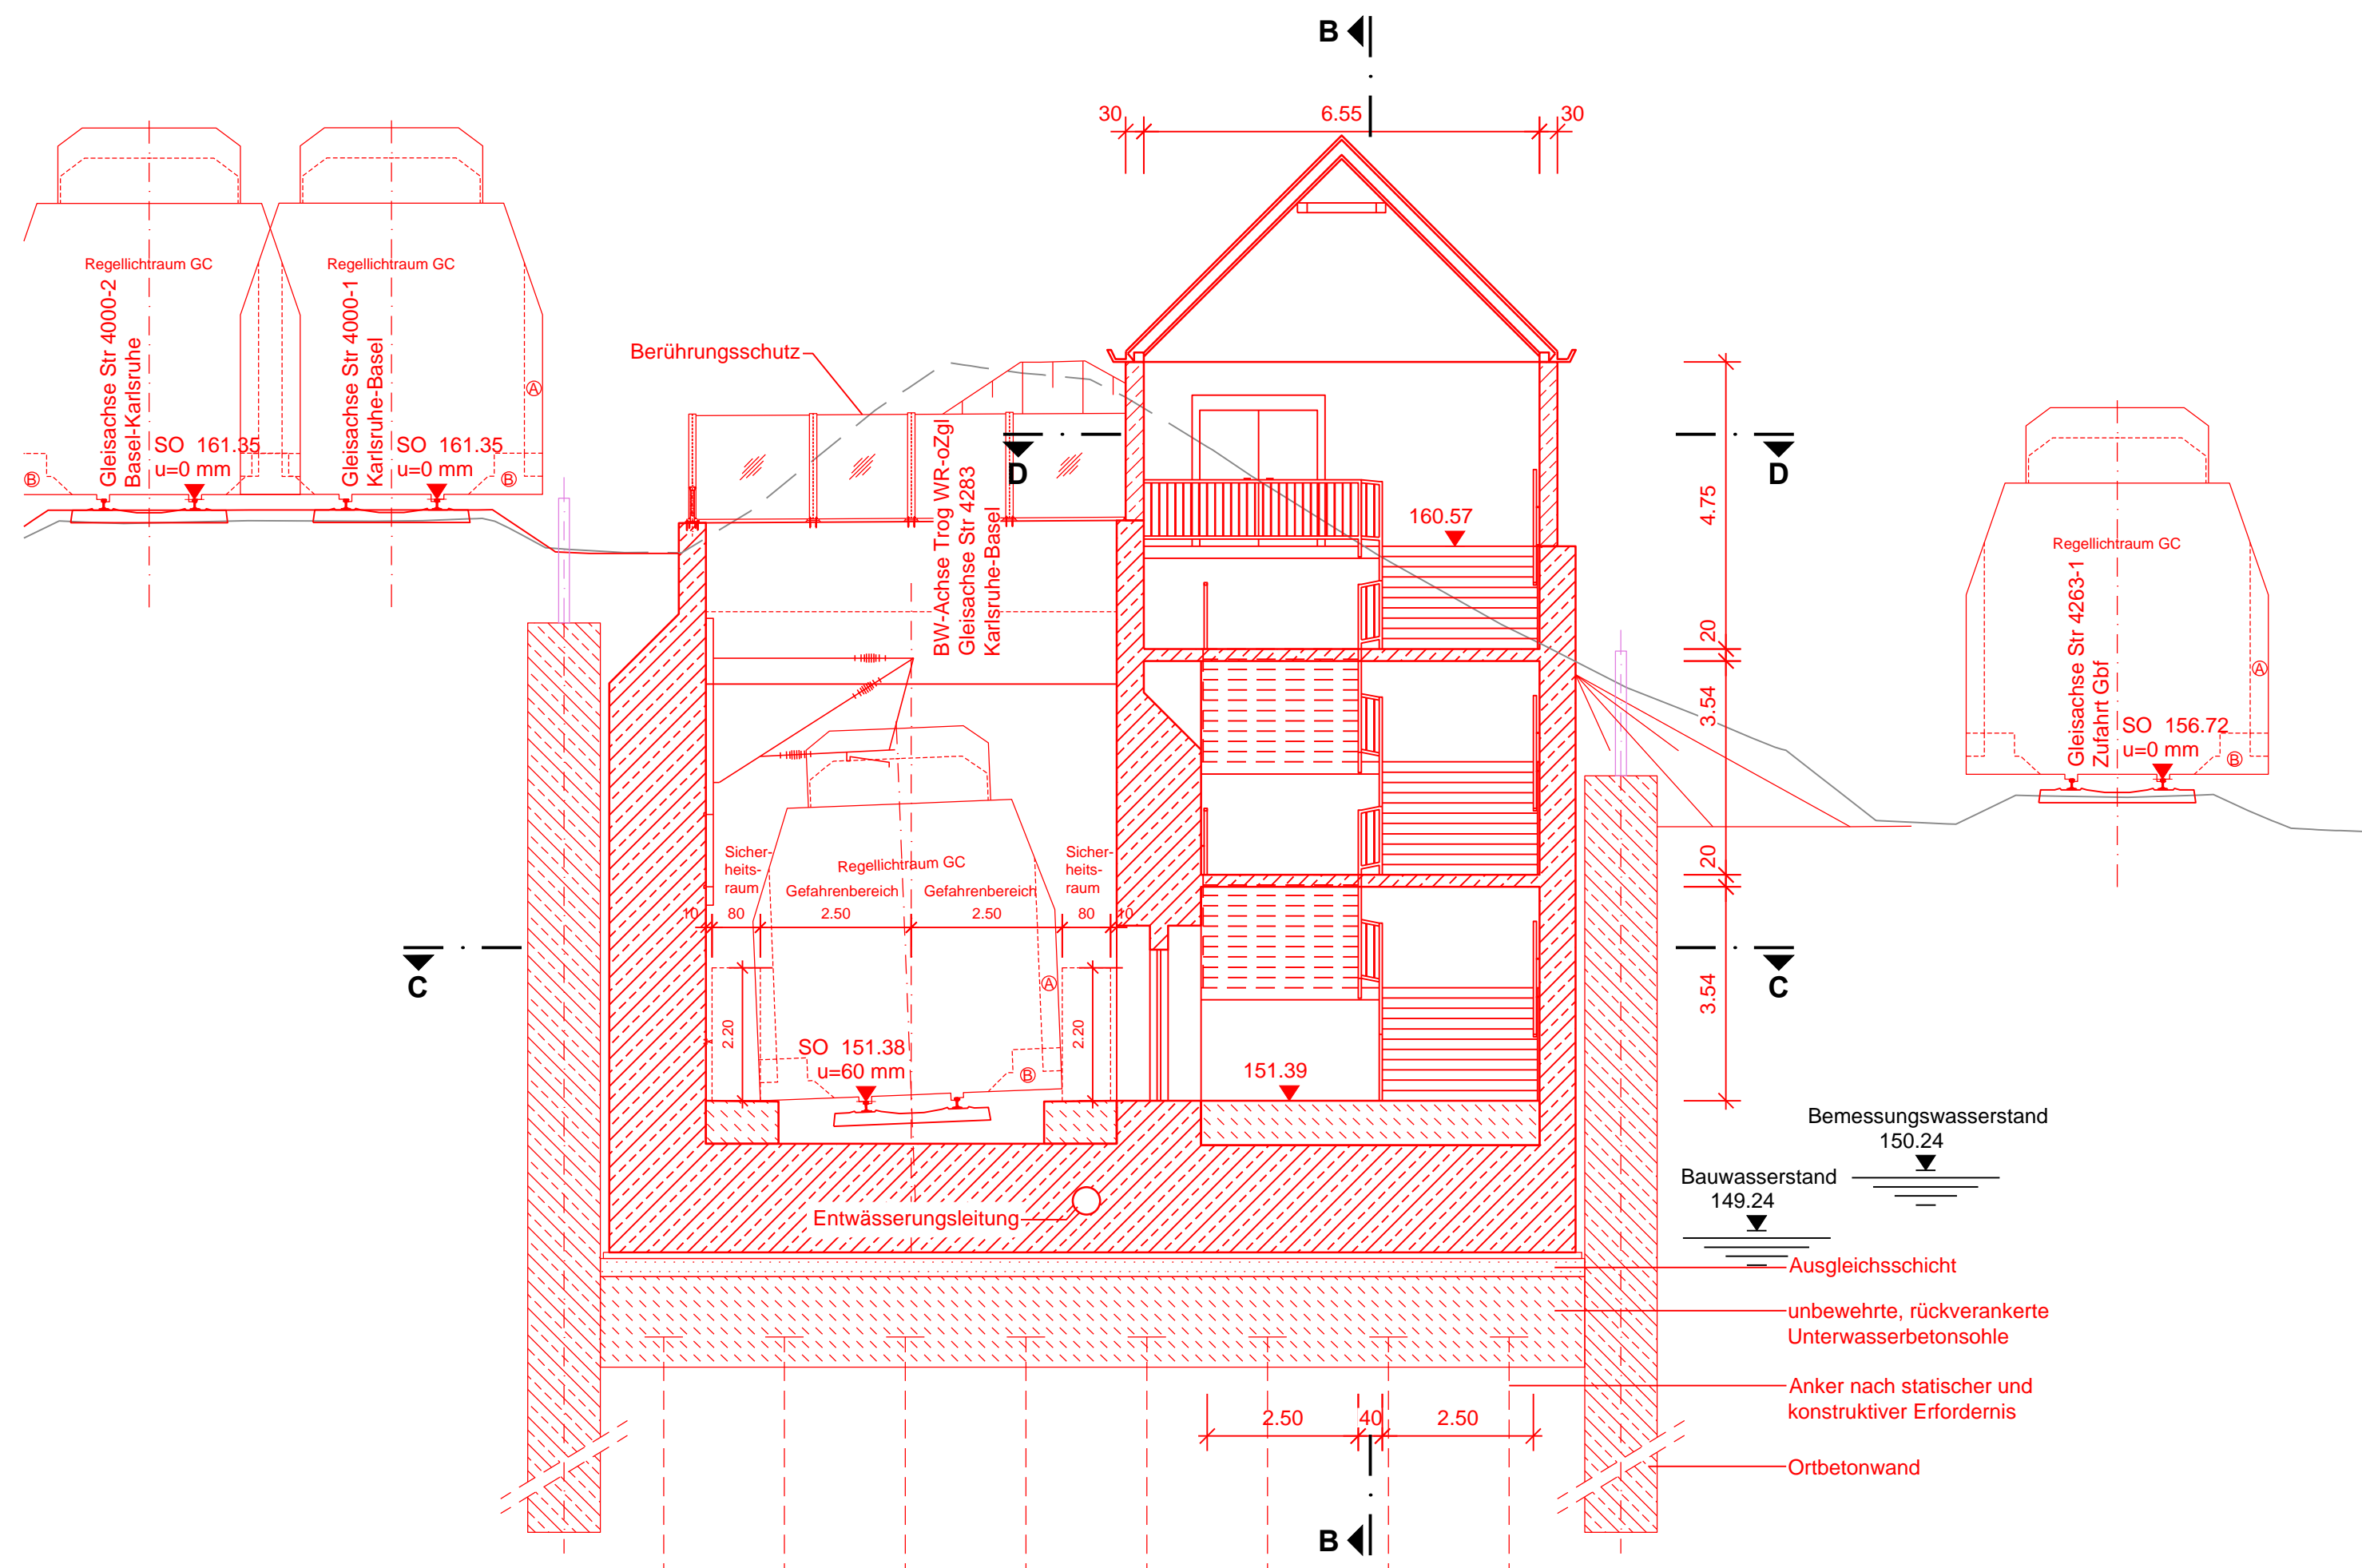 B
30
6.55
30
Regellichtraum GC
Regellichtraum GC
Gleisachse Str 4000-2
Basel-Karlsruhe
Gleisachse Str 4000-1
Karlsruhe-Basel
SO 161.35
u=0 mm
SO 161.35
u=0 mm
A
B
B
Berührungsschutz
BW-Achse Trog WR-oZgl
Gleisachse Str 4283
Karlsruhe-Basel
D
D
160.57
4.75
20
3.54
20
3.54
Regellichtraum GC
Gleisachse Str 4263-1
Zufahrt Gbf
SO 156.72
u=0 mm
A
B
Sicher-
heits-
raum
Regellichtraum GC
Gefahrenbereich
Gefahrenbereich
Sicher-
heits-
raum
10
80
2.50
2.50
80
10
C
C
2.20
2.20
A
B
SO 151.38
u=60 mm
151.39
Bemessungswasserstand
150.24
Bauwasserstand
149.24
Entwässerungsleitung
Ausgleichsschicht
unbewehrte, rückverankerte
Unterwasserbetonsohle
Anker nach statischer und
konstruktiver Erfordernis
2.50
40
2.50
Ortbetonwand
B